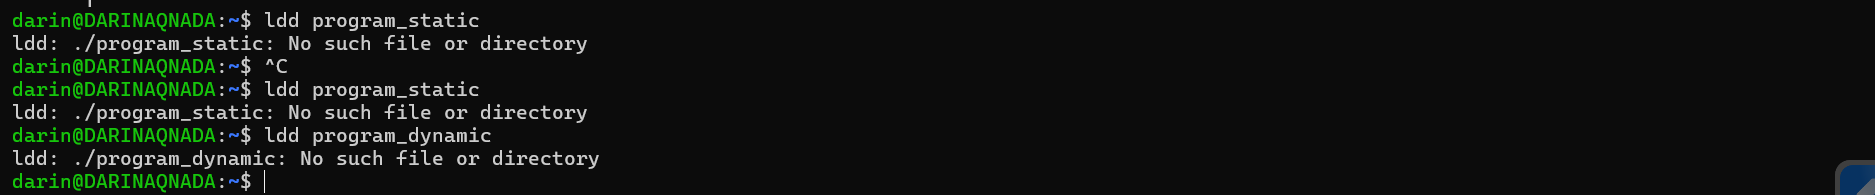 darin@DARINAQNADA:~$ ldd program_static
ldd: ./program_static: No such file or directory
darin@DARINAQNADA:~$ ^C
darin@DARINAQNADA:~$ ldd program_static
ldd: ./program_static: No such file or directory
darin@DARINAQNADA:~$ ldd program_dynamic
ldd: ./program_dynamic: No such file or directory
darin@DARINAQNADA:~$